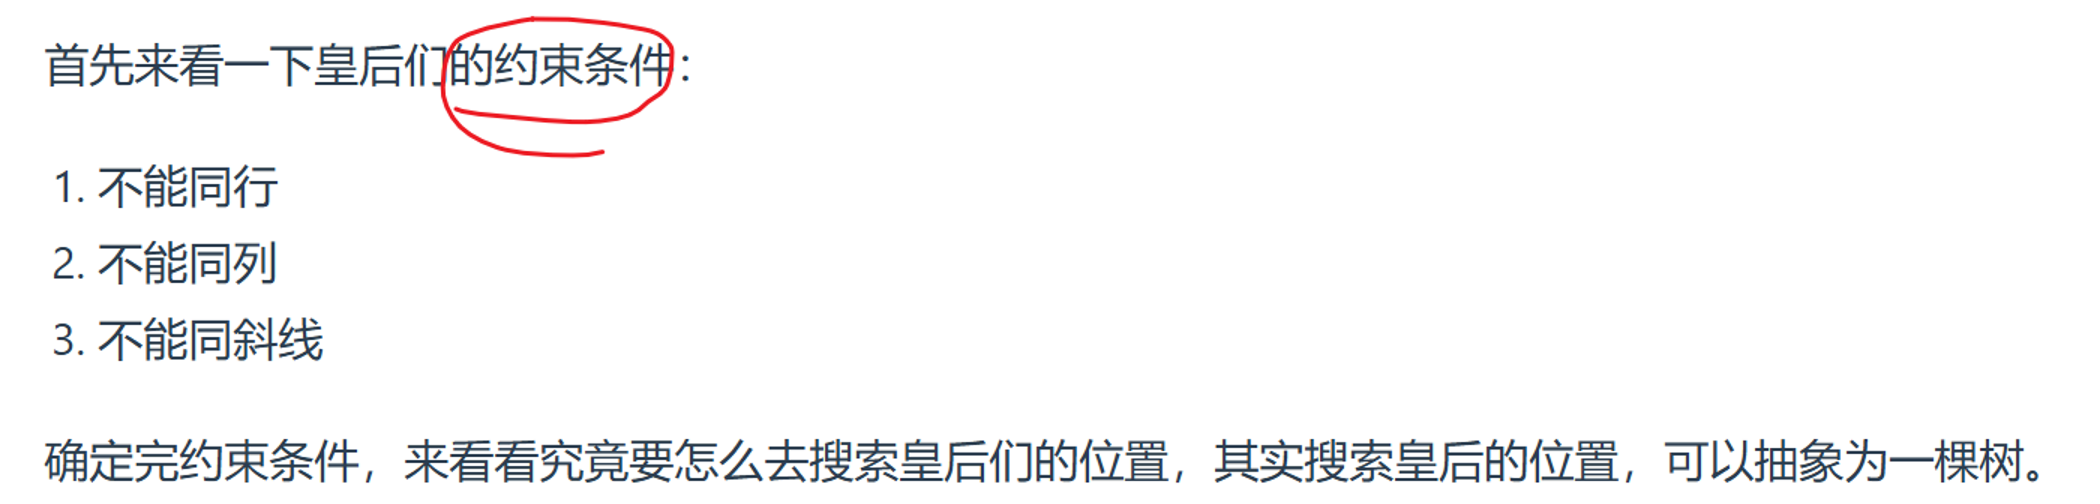 首先来看一下皇后们的约束条件：
1. 不能同行
2. 不能同列
3. 不能同斜线
确定完约束条件，来看看究竟要怎么去搜索皇后们的位置，其实搜索皇后的位置，可以抽象为一棵树。